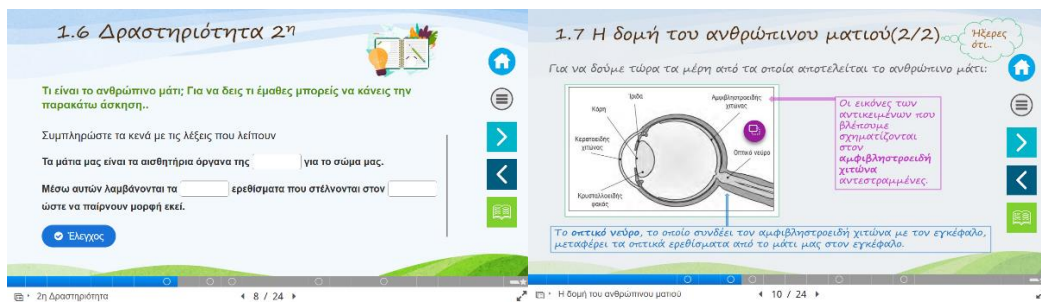 1.6 Δραστηριότητα 2η
Τι είναι το ανθρώπινο μάτι; Για να δεις τι έμαθες μπορείς να κάνεις την
παρακάτω άσκηση..
Συμπληρώστε τα κενά με τις λέξεις που λείπουν
Τα μάτια μας είναι τα αισθητήρια όργανα της για το σώμα μας.
Μέσω αυτών λαμβάνονται τα ερεθίσματα που στέλνονται στον
ώστε να παίρνουν μορφή εκεί.
Έλεγχος
2η Δραστηριότητα
8 / 24
1.7 Η δομή του ανθρώπινου ματιού(2/2)
Ήξερες
ότι..
Για να δούμε τώρα τα μέρη από τα οποία αποτελείται το ανθρώπινο μάτι:
Ίριδα
Αμφιβληστροειδής
χιτώνας
Κόρη
Κερατοειδής
χιτώνας
Οπτικό νεύρο
Κρυσταλλοειδής
φακός
Οι εικόνες των
αντικειμένων που
βλέπουμε
σχηματίζονται
στον
αμφιβληστροειδή
χιτώνα
αντεστραμμένες.
Το οπτικό νεύρο, το οποίο συνδέει τον αμφιβληστροειδή χιτώνα με τον εγκέφαλο,
μεταφέρει τα οπτικά ερεθίσματα από το μάτι μας στον εγκέφαλο.
Η δομή του ανθρώπινου ματιού
10 / 24